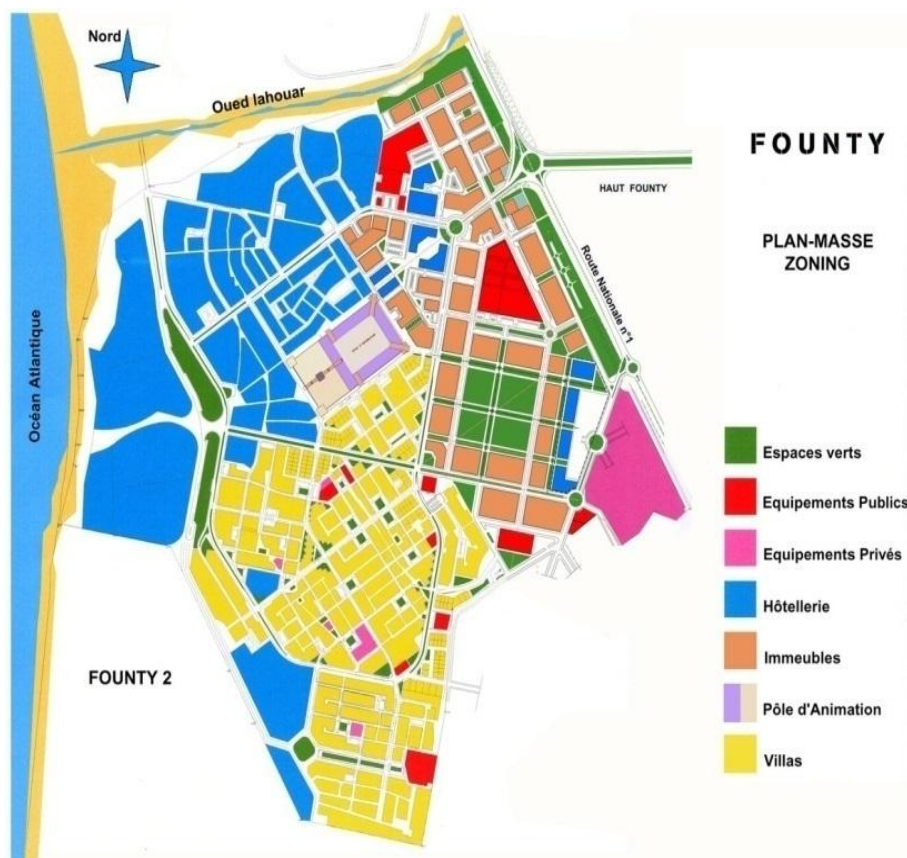 Nord
Oued lahouar
FOUNTY
HAUT FOUNTY
PLAN-MASSE
ZONING
Route Nationale n°1
Océan Atlantique
Espaces verts
Equipements Publics
Equipements Privés
Hôtellerie
Immeubles
FOUNTY 2
Pôle d'Animation
Villas